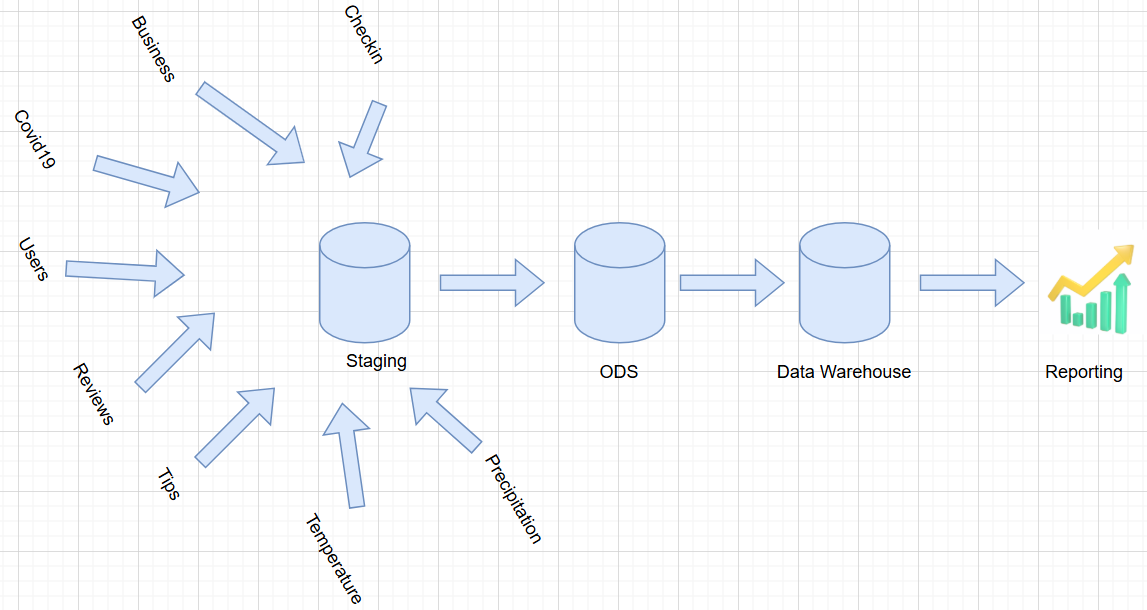 Checkin
Business
Covid19
Users
Reviews
Tips
Temperature
Precipitation
Staging
ODS
Data Warehouse
Reporting